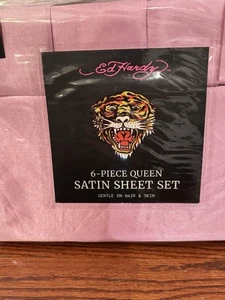 Ed Hardy
6-PIECE QUEEN
SATIN SHEET SET
GENTLE ON HAIR & SKIN